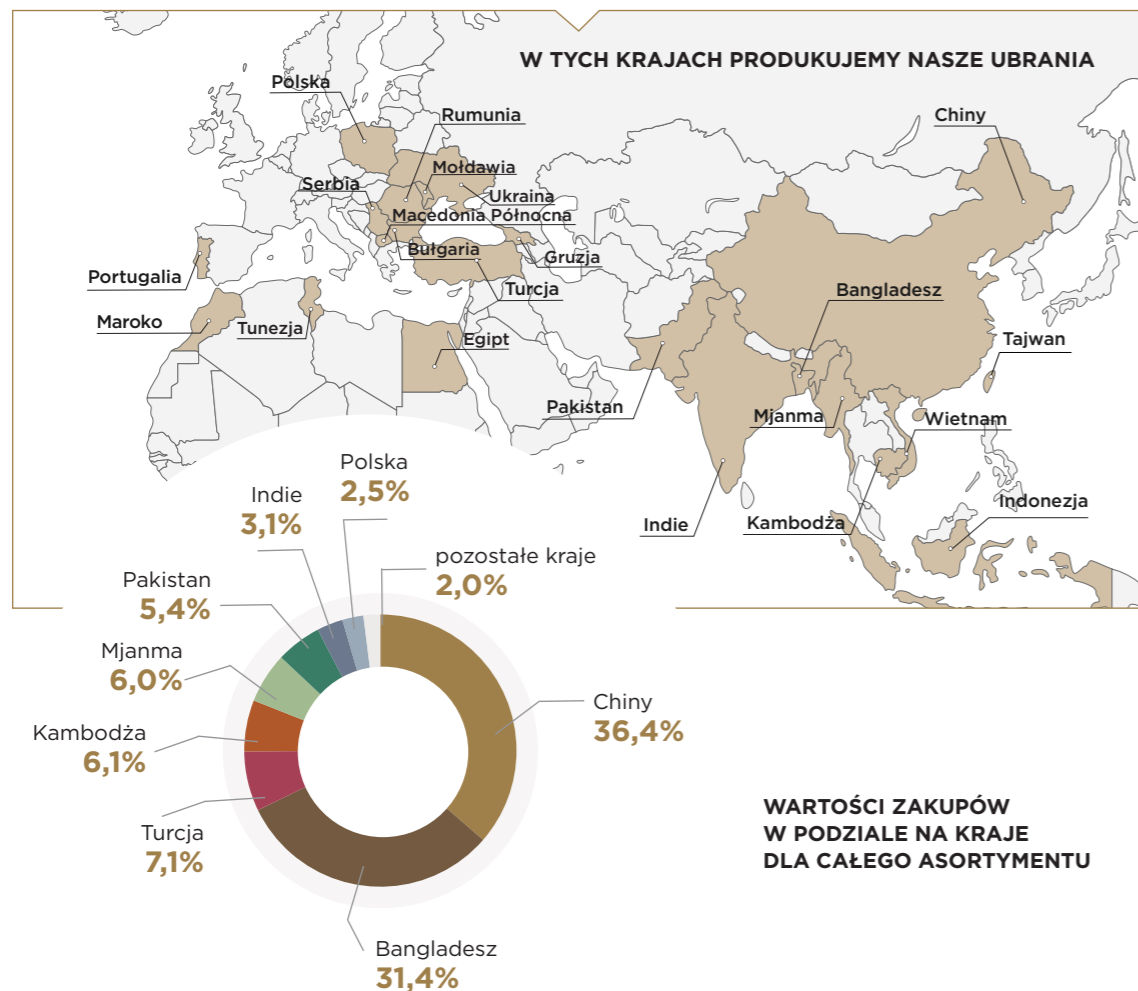 W TYCH KRAJACH PRODUKUJEMY NASZE UBRANIA
Polska
Rumunia
Chiny
Mołdawia
Serbia
Ukraina
Macedonia Północna
Bułgaria
Gruzja
Portugalia
Turcja
Bangladesz
Maroko
Tunezja
Egipt
Tajwan
Pakistan
Mjanma
Wietnam
Indonezja
Indie
Kambodża
Polska
2,5%
Indie
3,1%
pozostałe kraje
2,0%
Pakistan
5,4%
Mjanma
6,0%
Chiny
36,4%
Kambodża
6,1%
Turcja
7,1%
Bangladesz
31,4%
WARTOŚCI ZAKUPÓW
W PODZIALE NA KRAJE
DLA CAŁEGO ASORTYMENTU